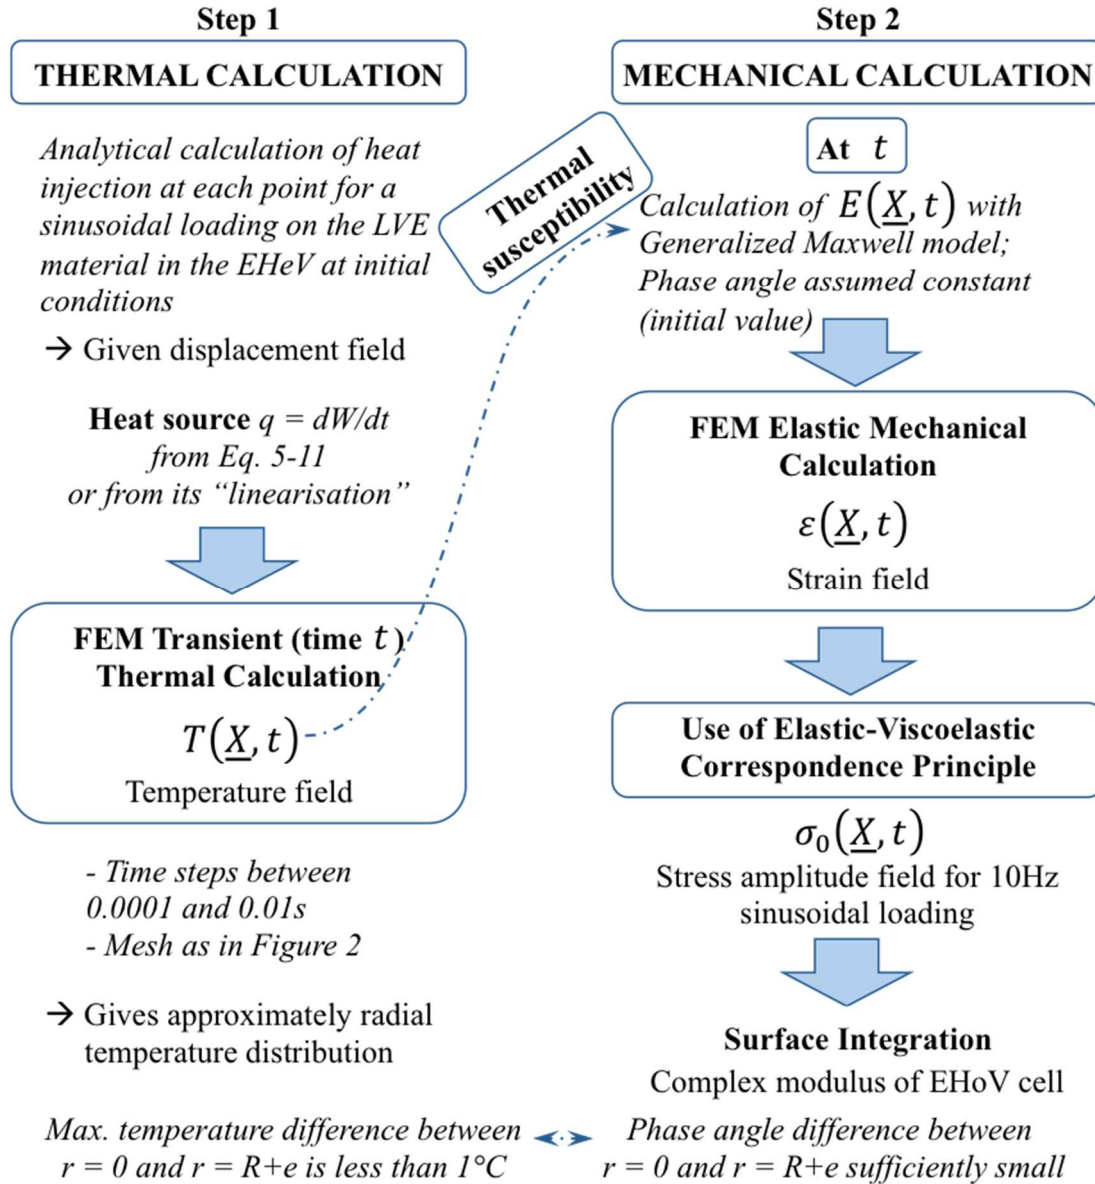 Step 1
THERMAL CALCULATION
Analytical calculation of heat
injection at each point for a
sinusoidal loading on the LVE
material in the EHeV at initial
conditions
→ Given displacement field
Heat source q = dW/dt
from Eq. 5-11
or from its “linearisation”
FEM Transient (time t)
Thermal Calculation
T(X, t)
Temperature field
- Time steps between
0.0001 and 0.01s
- Mesh as in Figure 2
→ Gives approximately radial
temperature distribution
Max. temperature difference between
r = 0 and r = R+e is less than 1°C
Thermal
susceptibility
Step 2
MECHANICAL CALCULATION
At t
Calculation of E(X, t) with
Generalized Maxwell model;
Phase angle assumed constant
(initial value)
FEM Elastic Mechanical
Calculation
ε(X, t)
Strain field
Use of Elastic-Viscoelastic
Correspondence Principle
σ₀(X, t)
Stress amplitude field for 10Hz
sinusoidal loading
Surface Integration
Complex modulus of EHoV cell
Phase angle difference between
r = 0 and r = R+e sufficiently small